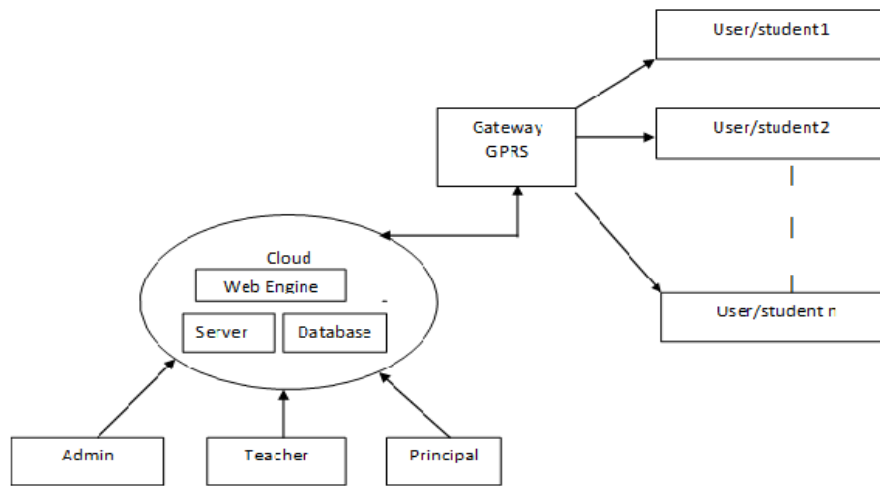 User/student1
Gateway
GPRS
User/student2
User/student n
Cloud
Web Engine
Server
Database
Admin
Teacher
Principal